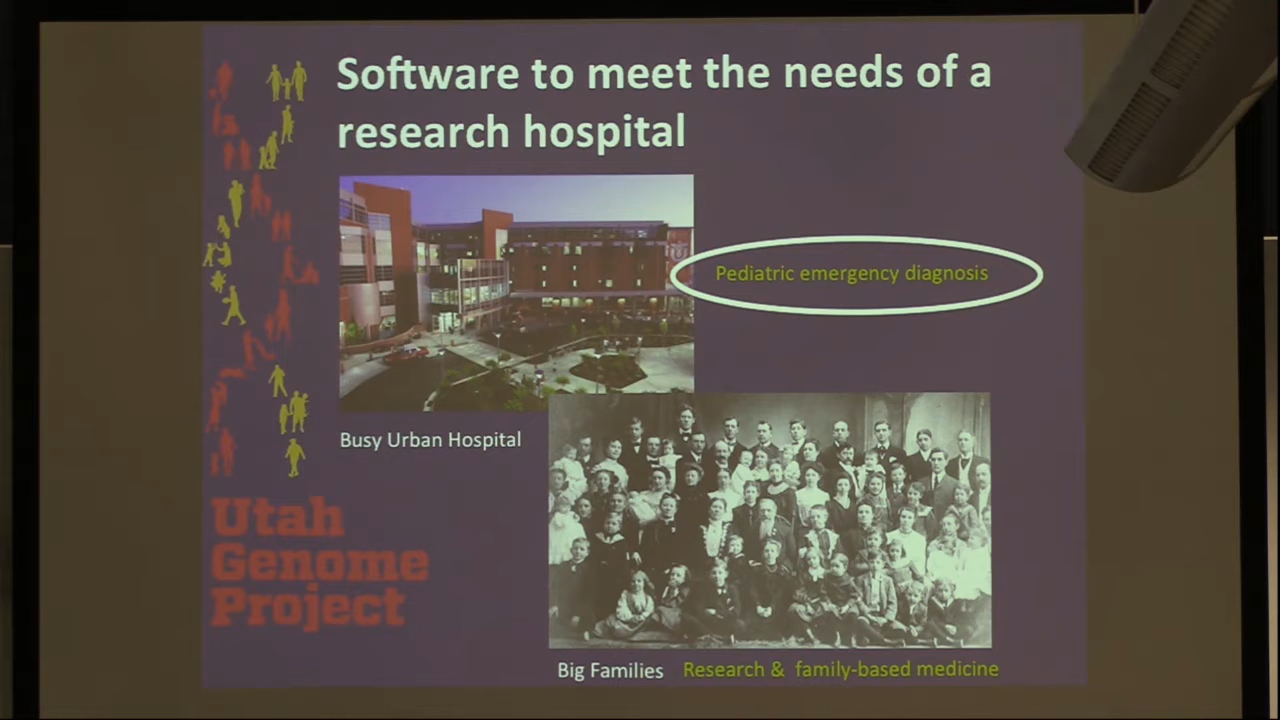 Software to meet the needs of a
research hospital
Pediatric emergency diagnosis
Busy Urban Hospital
Utah
Genome
Project
Big Families Research & family-based medicine